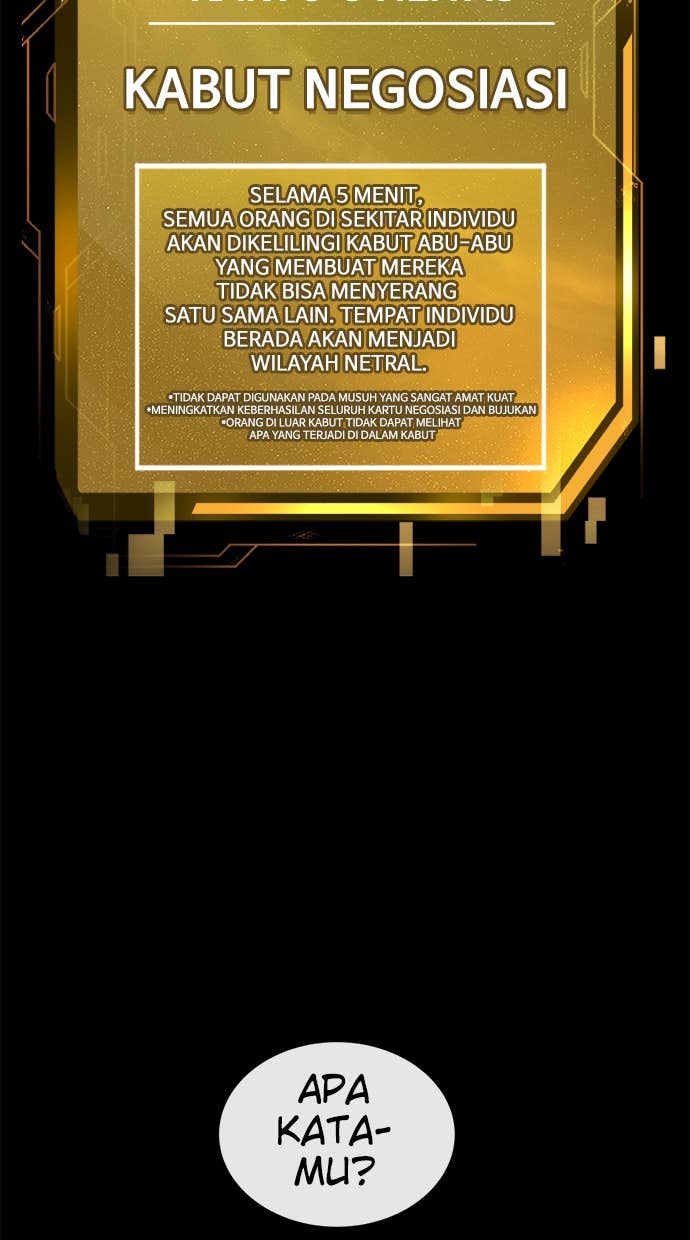 KABUT NEGOSIASI
SELAMA 5 MENIT,
SEMUA ORANG DI SEKITAR INDIVIDU
AKAN DIKELILINGI KABUT ABU-ABU
YANG MEMBUAT MEREKA
TIDAK BISA MENYERANG
SATU SAMA LAIN. TEMPAT INDIVIDU
BERADA AKAN MENJADI
WILAYAH NETRAL.
•TIDAK DAPAT DIGUNAKAN PADA MUSUH YANG SANGAT AMAT KUAT
•MENINGKATKAN KEBERHASILAN SELURUH KARTU NEGOSIASI DAN BUJUKAN
•ORANG DI LUAR KABUT TIDAK DAPAT MELIHAT
APA YANG TERJADI DI DALAM KABUT
APA
KATA-
MU?